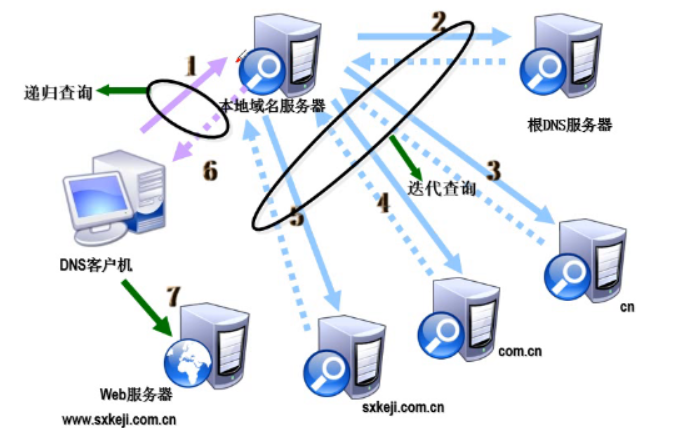 1
2
递归查询
本地域名服务器
根DNS服务器
6
迭代查询
3
4
5
DNS客户机
7
cn
com.cn
Web服务器
sxkeji.com.cn
www.sxkeji.com.cn